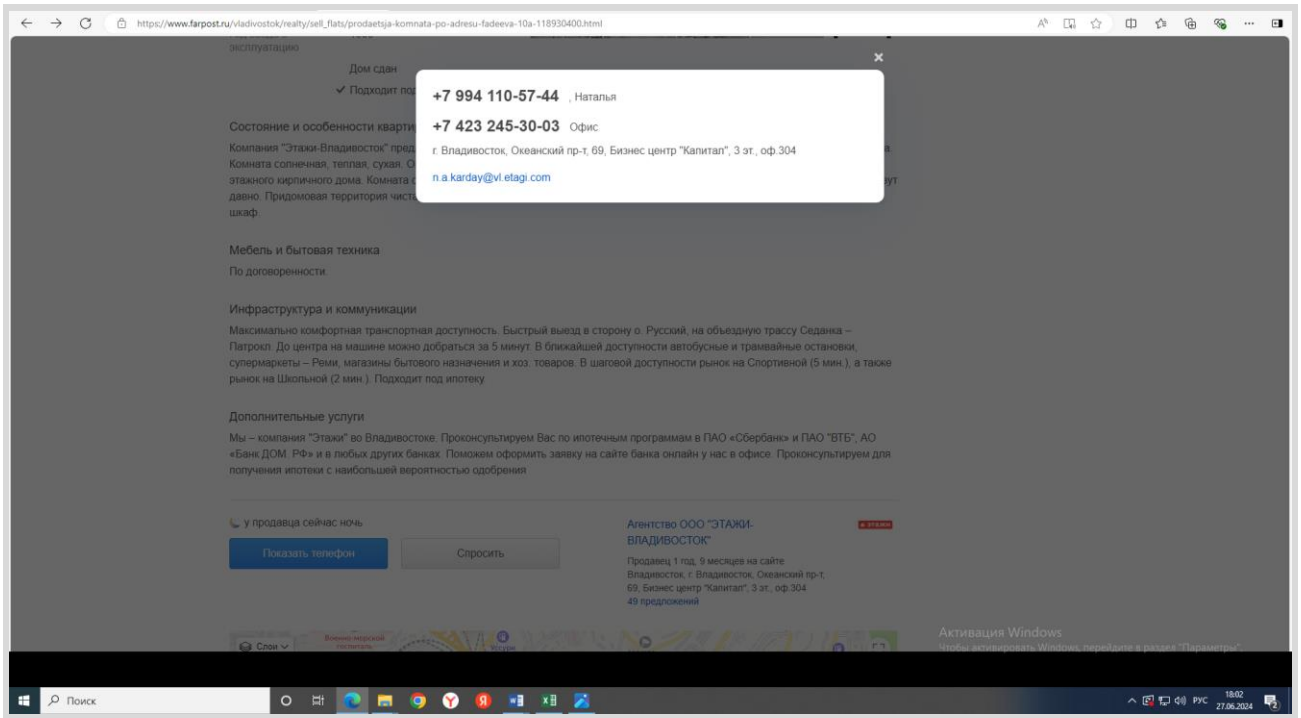 https://www.farpost.ru/vladivostok/realty/sell_flats/prodaetsja-komnata-po-adresu-fadeeva-10a-118930400.html
эксплуатацию
Дом сдан
✓ Подходит под
+7 994 110-57-44 , Наталья
+7 423 245-30-03 Офис
г. Владивосток, Океанский пр-т, 69, Бизнес центр "Капитал", 3 эт., оф.304
n.a.karday@vl.etagi.com
Состояние и особенности кварти
Компания "Этажи-Владивосток" пред
Комната солнечная, теплая, сухая. О
этажного кирпичного дома. Комната с
давно. Придомовая территория чиста
шкаф.
Мебель и бытовая техника
По договоренности.
Инфраструктура и коммуникации
Максимально комфортная транспортная доступность. Быстрый выезд в сторону о. Русский, на объездную трассу Седанка –
Патрокл. До центра на машине можно добраться за 5 минут. В ближайшей доступности автобусные и трамвайные остановки,
супермаркеты – Реми, магазины бытового назначения и хоз. товаров. В шаговой доступности рынок на Спортивной (5 мин.), а также
рынок на Школьной (2 мин.). Подходит под ипотеку.
Дополнительные услуги
Мы – компания "Этажи" во Владивостоке. Проконсультируем Вас по ипотечным программам в ПАО «Сбербанк» и ПАО "ВТБ", АО
«Банк ДОМ. РФ» и в любых других банках. Поможем оформить заявку на сайте банка онлайн у нас в офисе. Проконсультируем для
получения ипотеки с наибольшей вероятностью одобрения
у продавца сейчас ночь
Показать телефон
Спросить
Агентство ООО "ЭТАЖИ-
ВЛАДИВОСТОК"
Продавец 1 год, 9 месяцев на сайте
Владивосток, г. Владивосток, Океанский пр-т,
69, Бизнес центр "Капитал", 3 эт., оф.304
49 предложений
Слои
Военно-морской
госпиталь
Активация Windows
Чтобы активировать Windows, перейдите в раздел "Параметры".
Поиск
РУС
18:02
27.06.2024